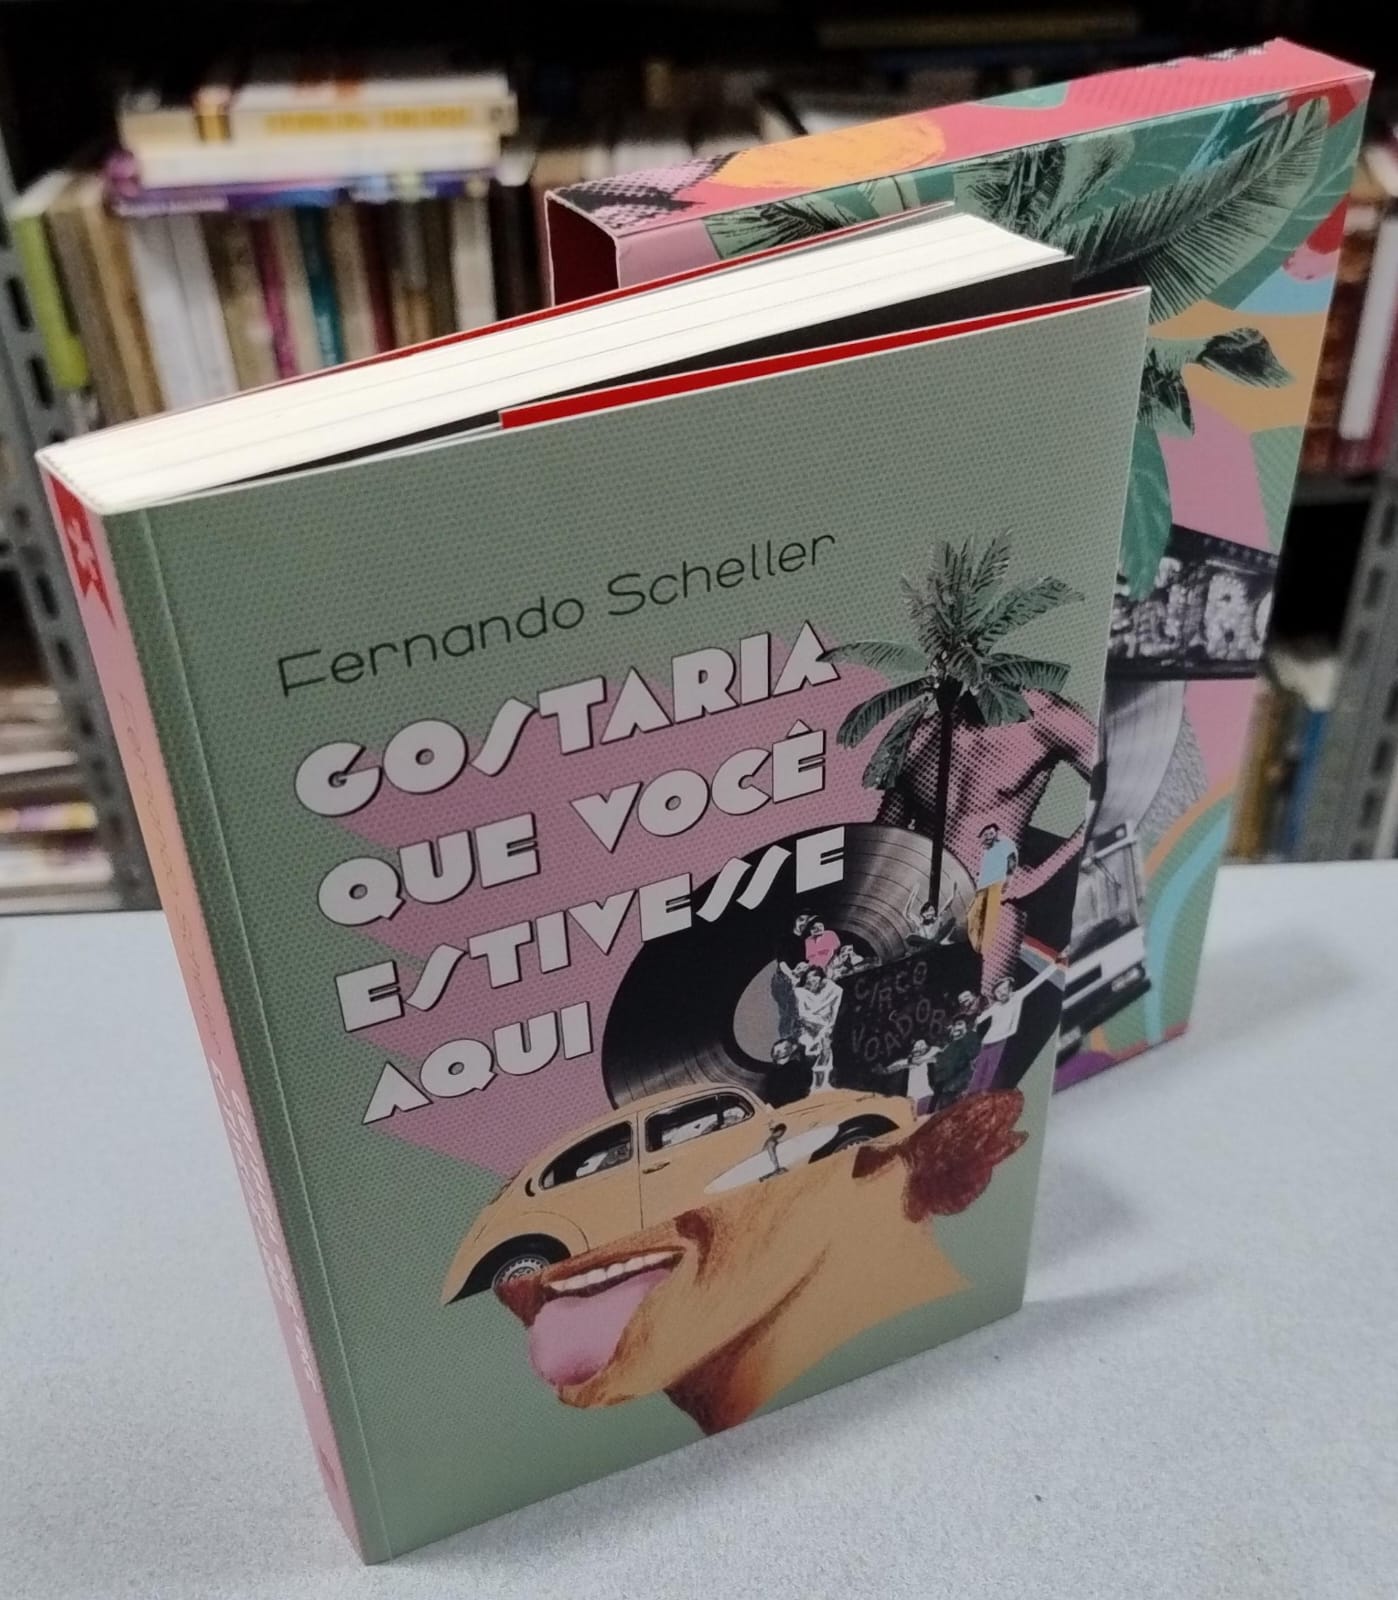 Fernando Scheller
GOSTARIA
QUE VOCÊ
ESTIVESSE
AQUI
CIRCO
VOADOR